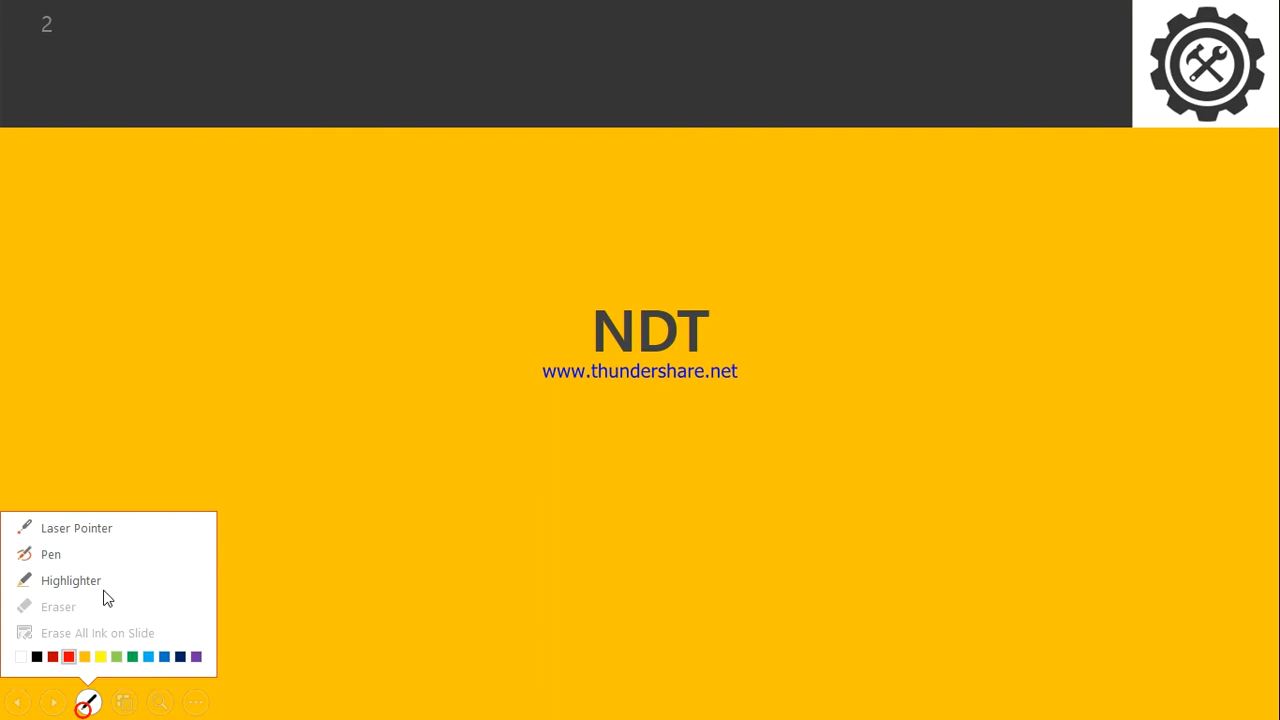 2
NDT
www.thundershare.net
Laser Pointer
Pen
Highlighter
Eraser
Erase All Ink on Slide